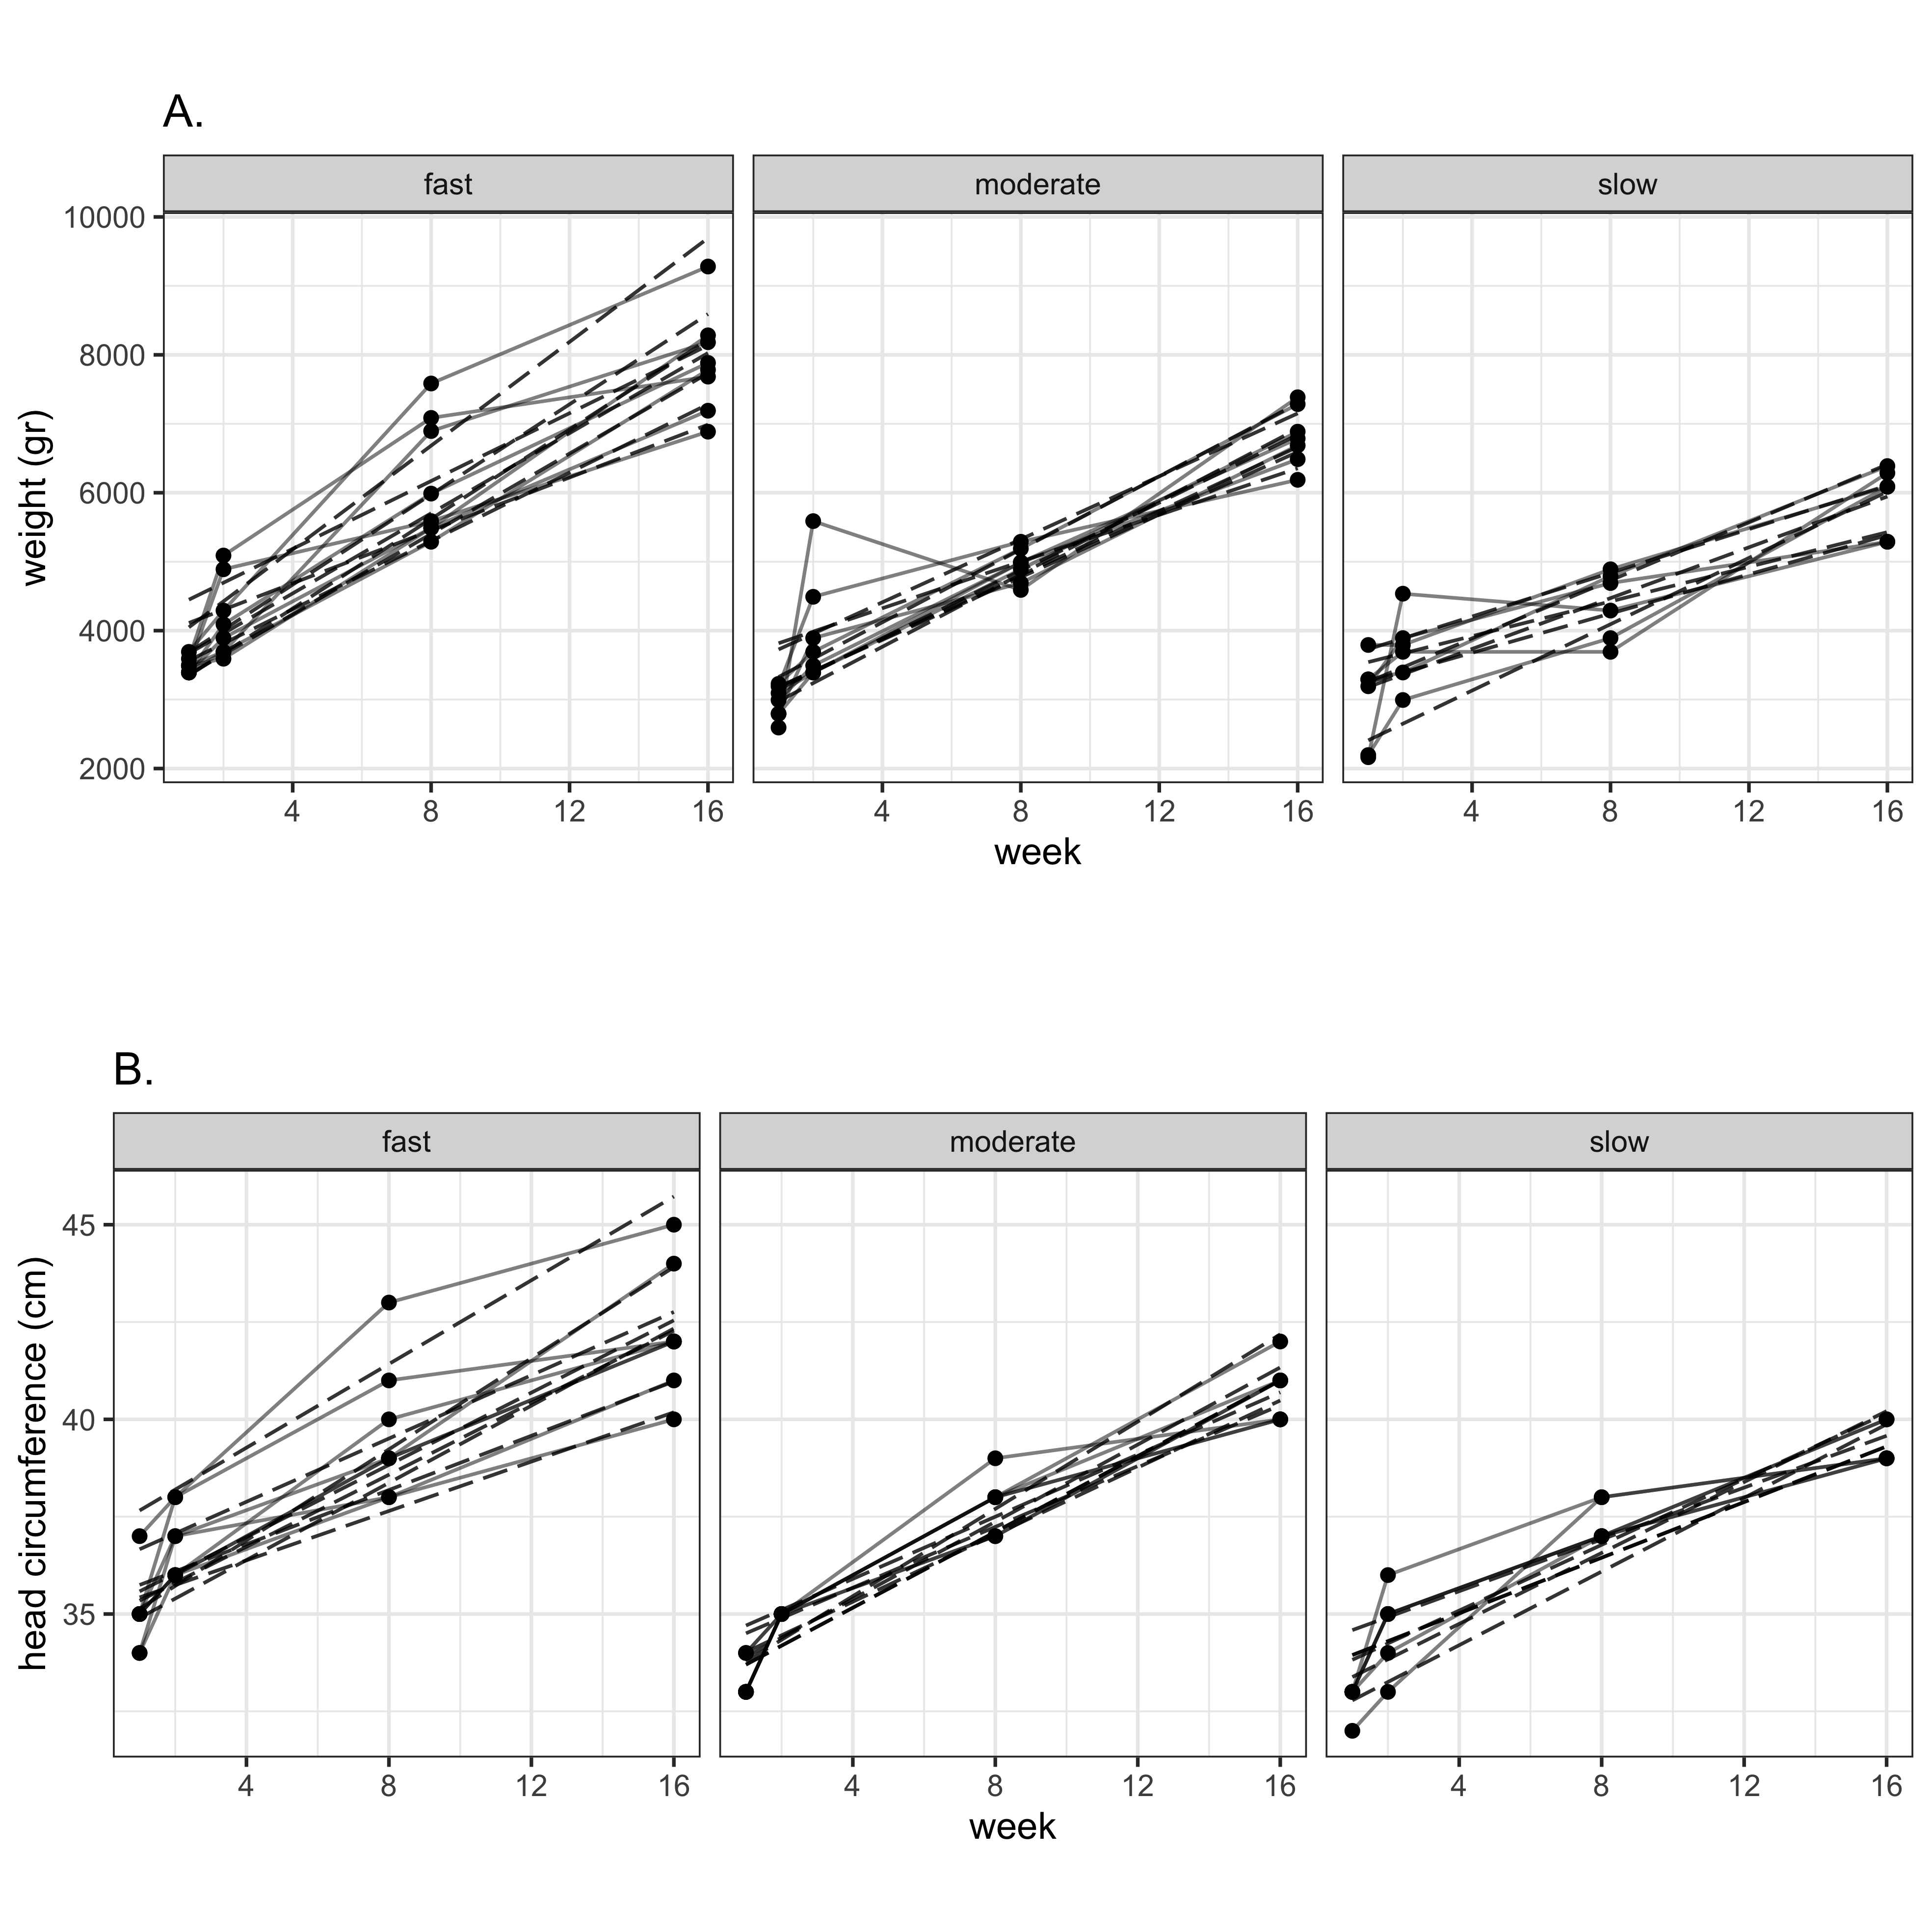 A.
fast moderate slow
10000
8000
6000
4000
2000
weight (gr)
4 8 12 16 4 8 12 16 4 8 12 16
week
B.
fast moderate slow
45
40
35
head circumference (cm)
4 8 12 16 4 8 12 16 4 8 12 16
week